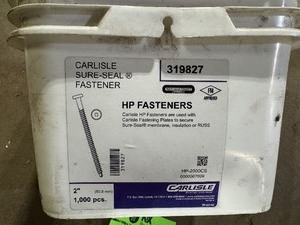 CARLISLE
SURE-SEAL®
FASTENER
319827
HP FASTENERS
Carlisle HP Fasteners are used with
Carlisle Fastening Plates to secure
Sure-Seal® membrane, insulation or RUSS
319827
2"
1,000 pcs.
CARLISLE